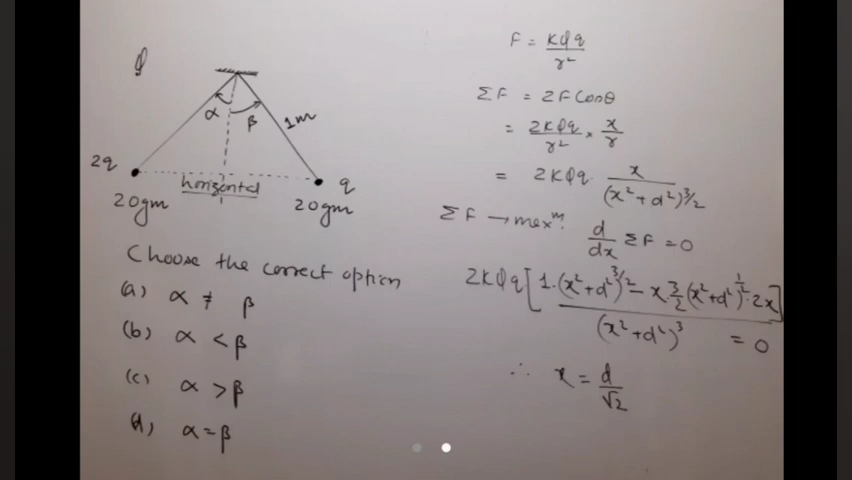 Q
α
β
1m
2q
q
horizontal
20gm
20gm
Choose the correct option
(a) α ≠ β
(b) α < β
(c) α > β
(d) α = β
F = KQq/r²
ΣF = 2F Cosθ
= 2KQq/r² × x/r
= 2KQq · x/(x²+d²)^3/2
ΣF → maxᵐ. d/dx ΣF = 0
2KQq [1·(x²+d²)^3/2 − x·3/2(x²+d²)^1/2·2x]/(x²+d²)³ = 0
∴ x = d/√2